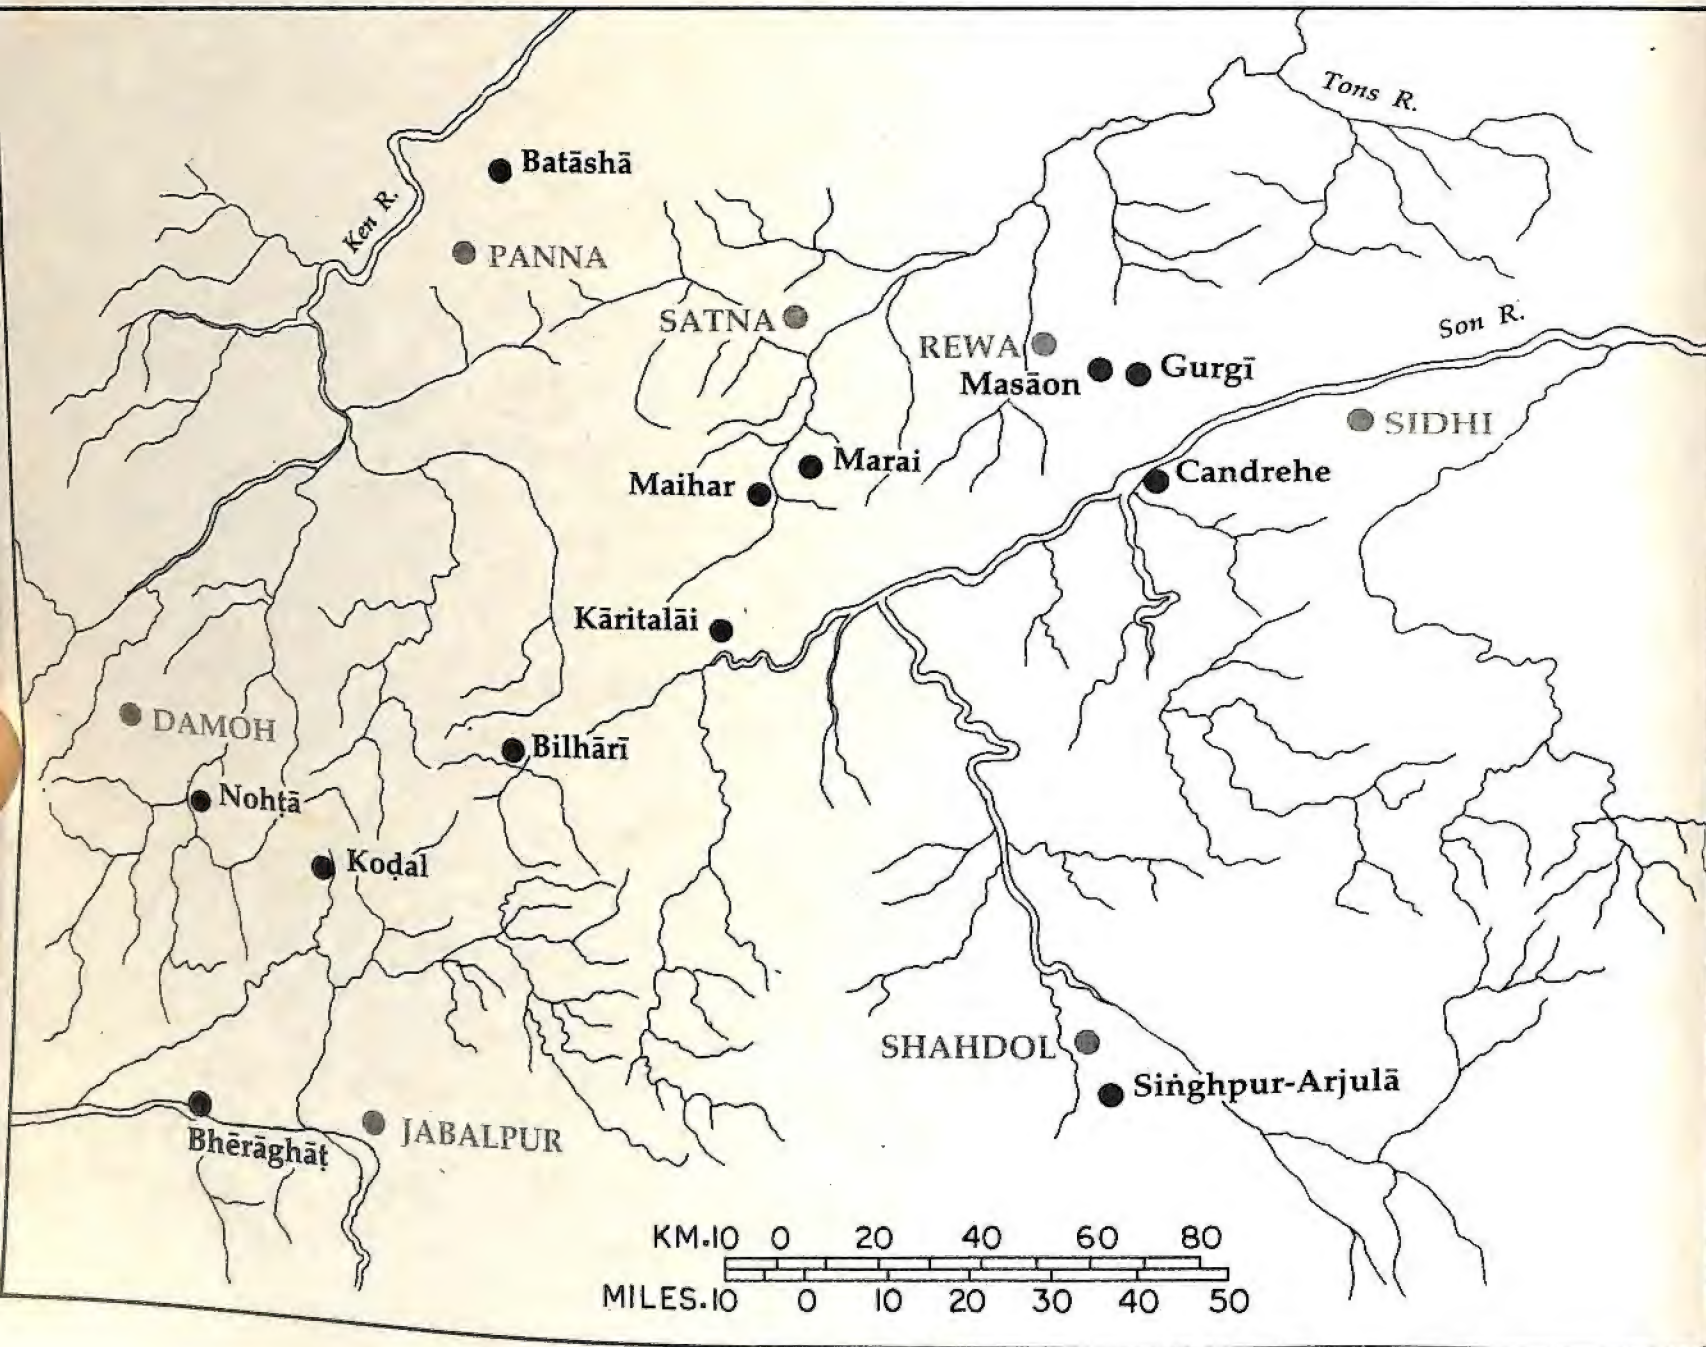 Tons R.
Batāshā
Ken R.
PANNA
SATNA
Son R.
REWA
Masāon
Gurgī
SIDHI
Marai
Candrehe
Maihar
Kāritalāi
DAMOH
Bilhārī
Nohṭā
Koḍal
SHAHDOL
Siṅghpur-Arjulā
JABALPUR
Bhērāghāṭ
KM.10 0 20 40 60 80
MILES.10 0 10 20 30 40 50